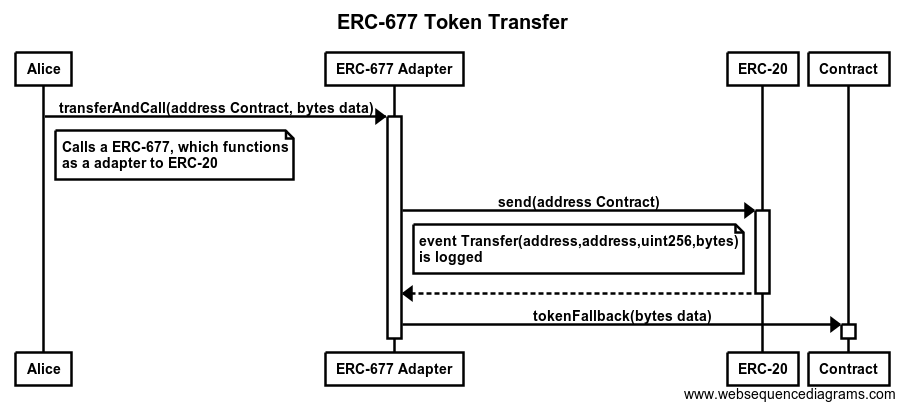 ERC-677 Token Transfer
Alice
ERC-677 Adapter
ERC-20
Contract
transferAndCall(address Contract, bytes data)
Calls a ERC-677, which functions
as a adapter to ERC-20
send(address Contract)
event Transfer(address,address,uint256,bytes)
is logged
tokenFallback(bytes data)
Alice
ERC-677 Adapter
ERC-20
Contract
www.websequencediagrams.com